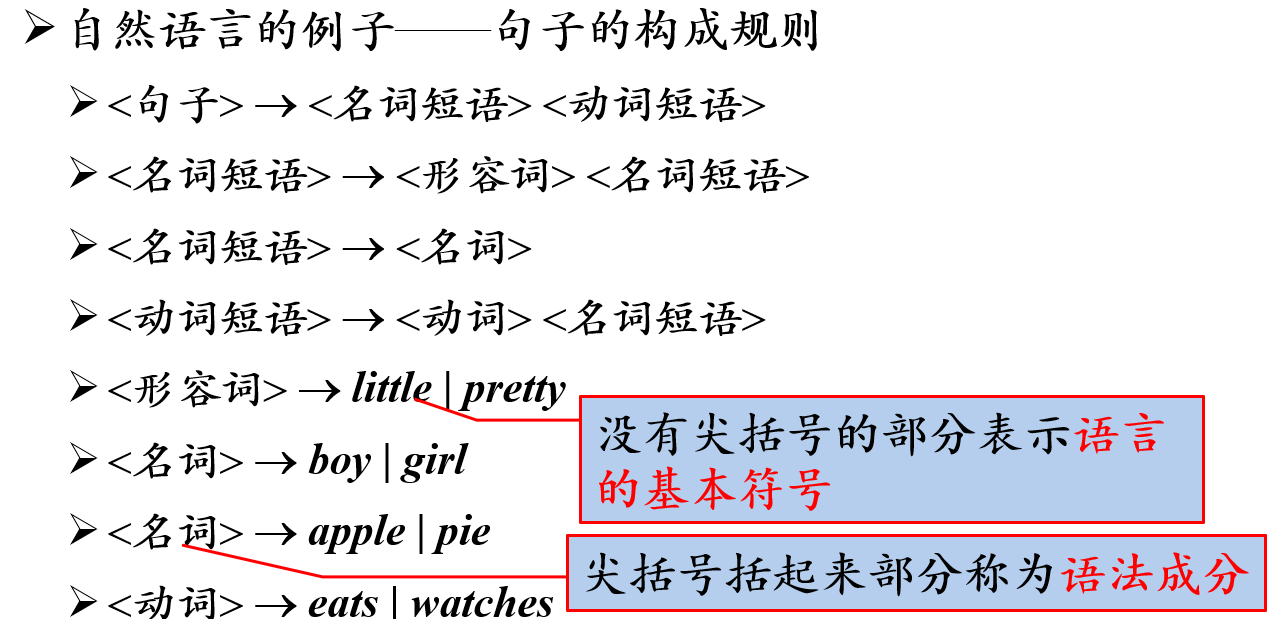 ➢ 自然语言的例子——句子的构成规则
➢ <句子> → <名词短语> <动词短语>
➢ <名词短语> → <形容词> <名词短语>
➢ <名词短语> → <名词>
➢ <动词短语> → <动词> <名词短语>
➢ <形容词> → little | pretty
➢ <名词> → boy | girl
➢ <名词> → apple | pie
➢ <动词> → eats | watches
没有尖括号的部分表示语言
的基本符号
尖括号括起来部分称为语法成分